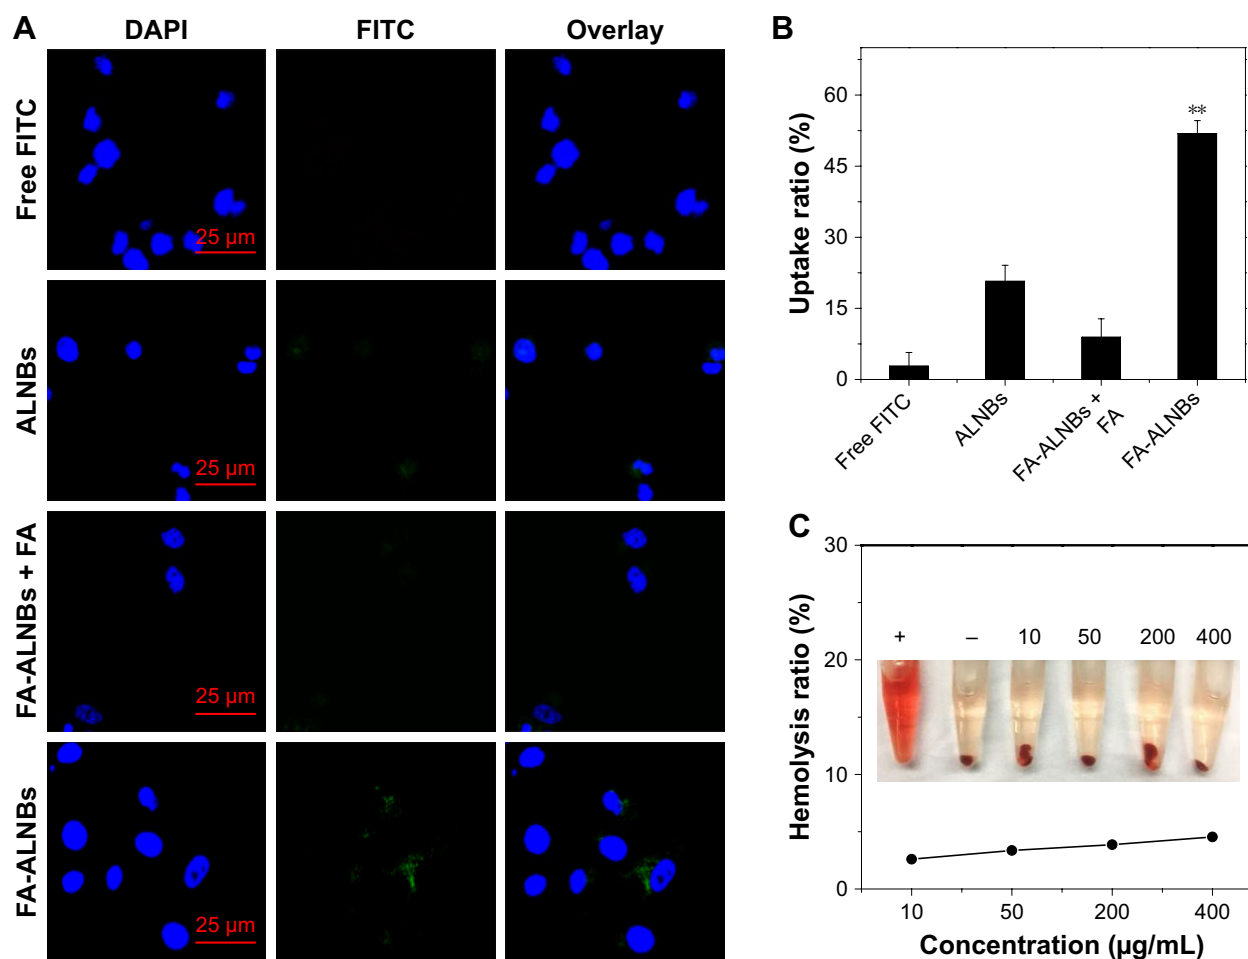 A
DAPI
FITC
Overlay
Free FITC
25 µm
ALNBs
25 µm
FA-ALNBs + FA
25 µm
FA-ALNBs
25 µm
B
Uptake ratio (%)
60
45
30
15
0
**
Free FITC
ALNBs
FA-ALNBs +
FA
FA-ALNBs
C
Hemolysis ratio (%)
30
20
10
0
+ – 10 50 200 400
10 50 200 400
Concentration (µg/mL)